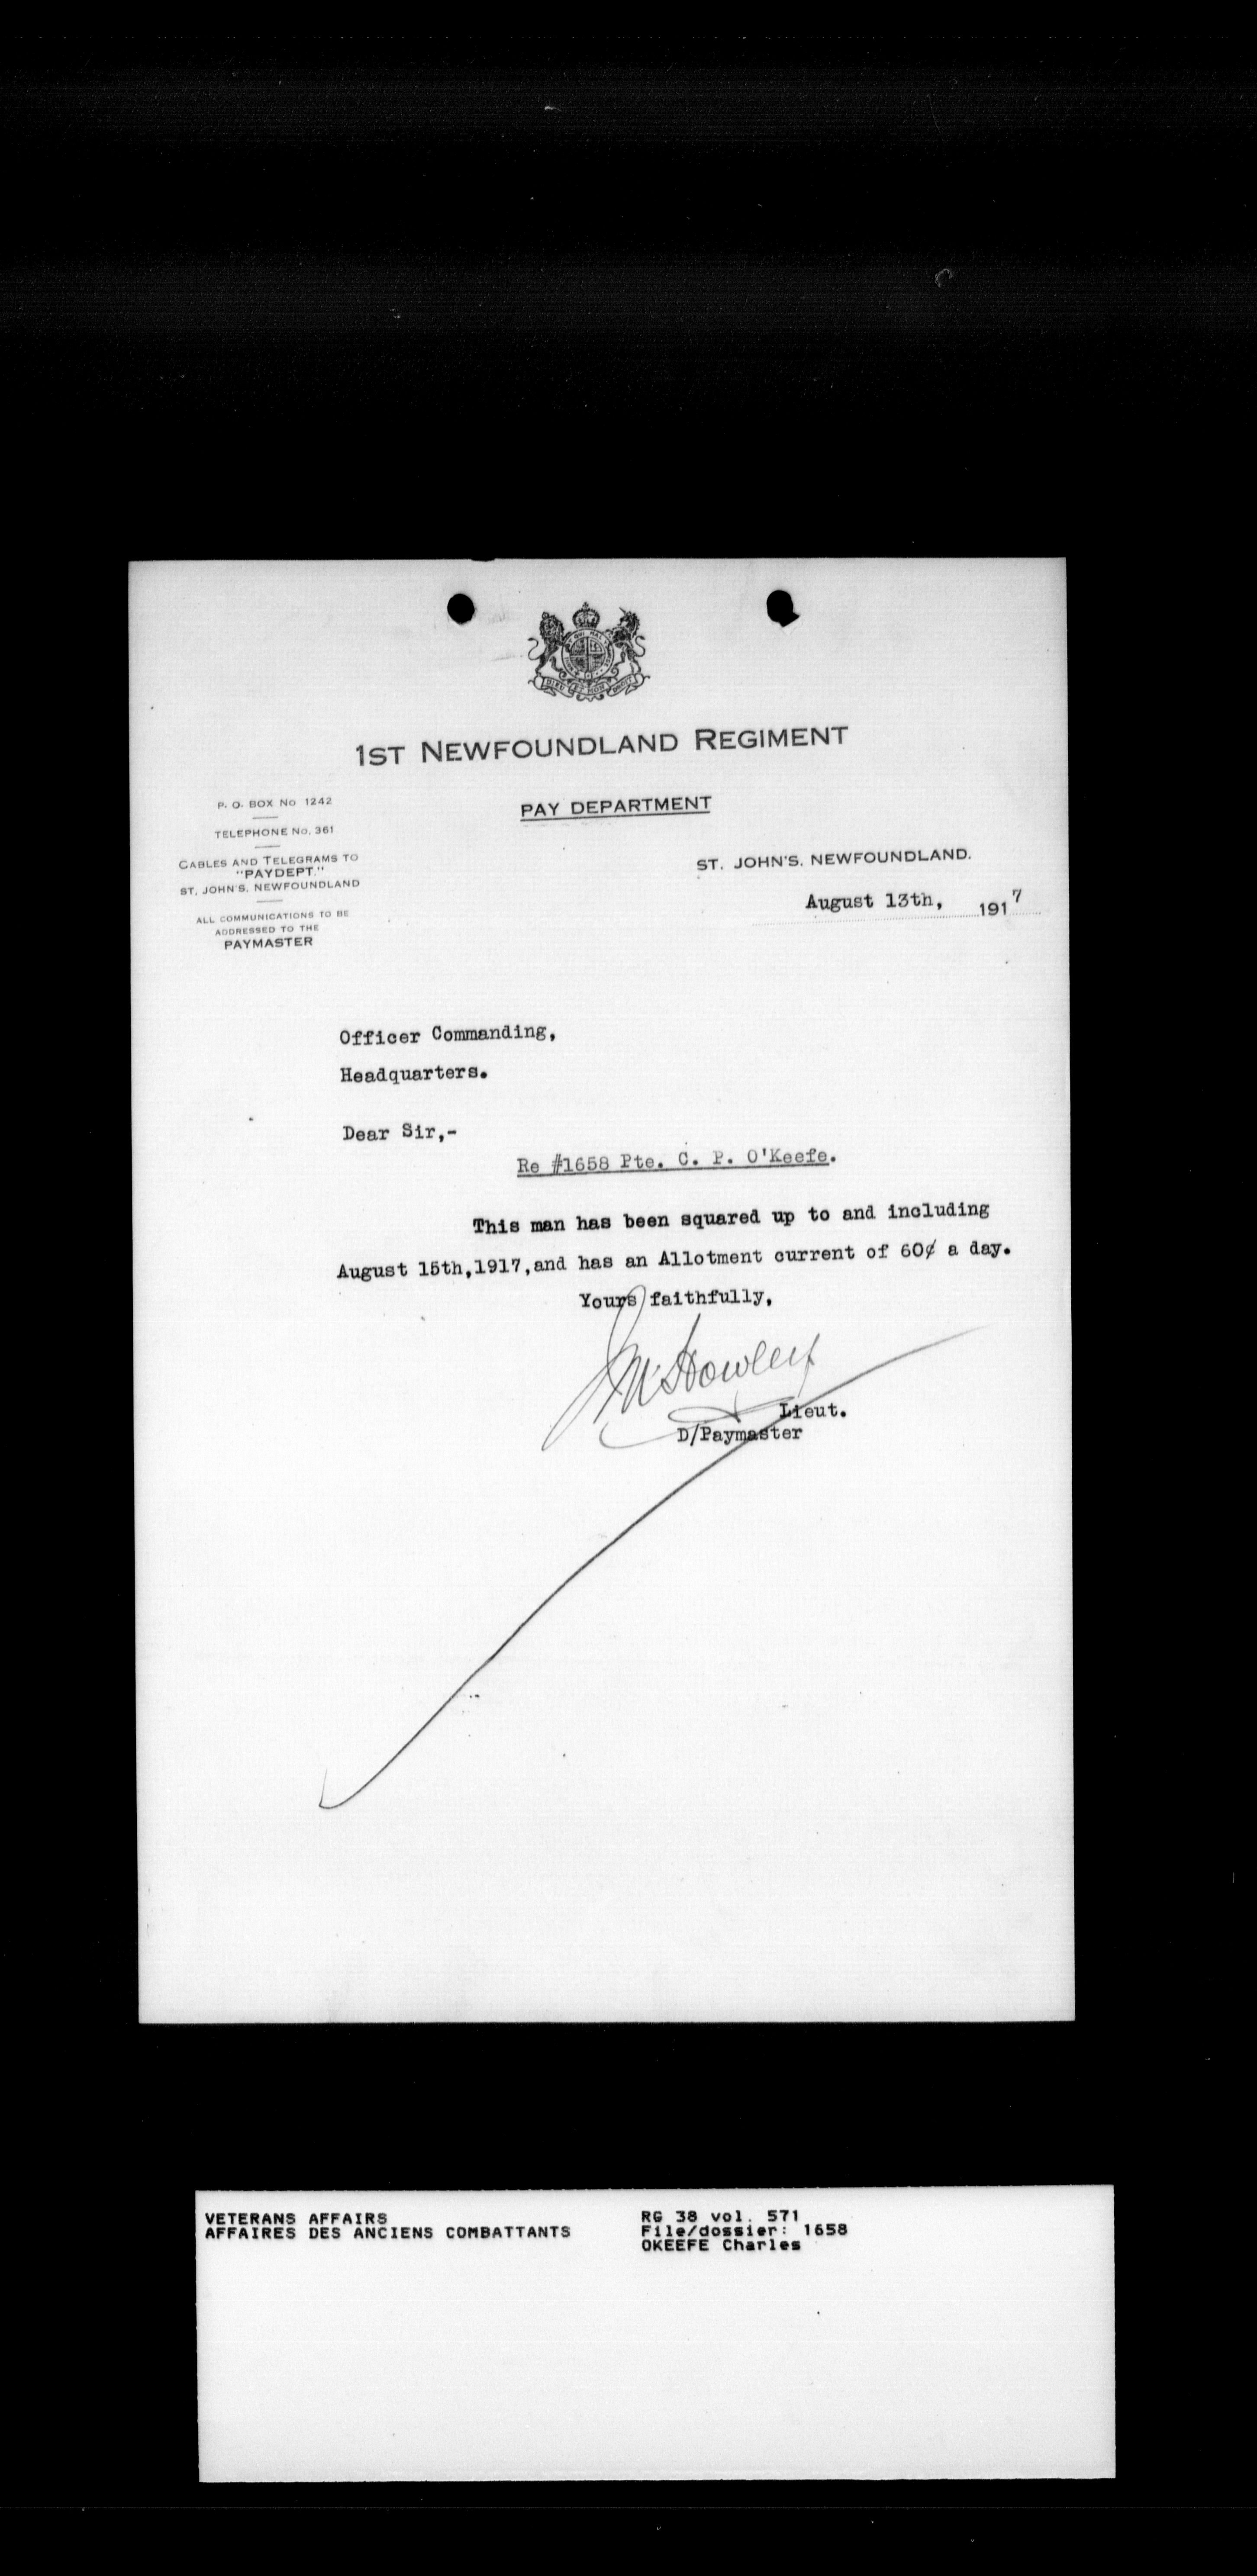 1ST NEWFOUNDLAND REGIMENT
PAY DEPARTMENT
P. O. BOX No 1242
TELEPHONE No. 361
CABLES AND TELEGRAMS TO
"PAYDEPT."
ST. JOHN'S. NEWFOUNDLAND
ALL COMMUNICATIONS TO BE
ADDRESSED TO THE
PAYMASTER
ST. JOHN'S. NEWFOUNDLAND.
August 13th, 1917
Officer Commanding,
Headquarters.
Dear Sir,-
Re #1658 Pte. C. P. O'Keefe.
This man has been squared up to and including
August 15th,1917,and has an Allotment current of 60¢ a day.
Yours faithfully,
Howley
Lieut.
D/Paymaster
VETERANS AFFAIRS
AFFAIRES DES ANCIENS COMBATTANTS
RG 38 vol. 571
File/dossier: 1658
OKEEFE Charles